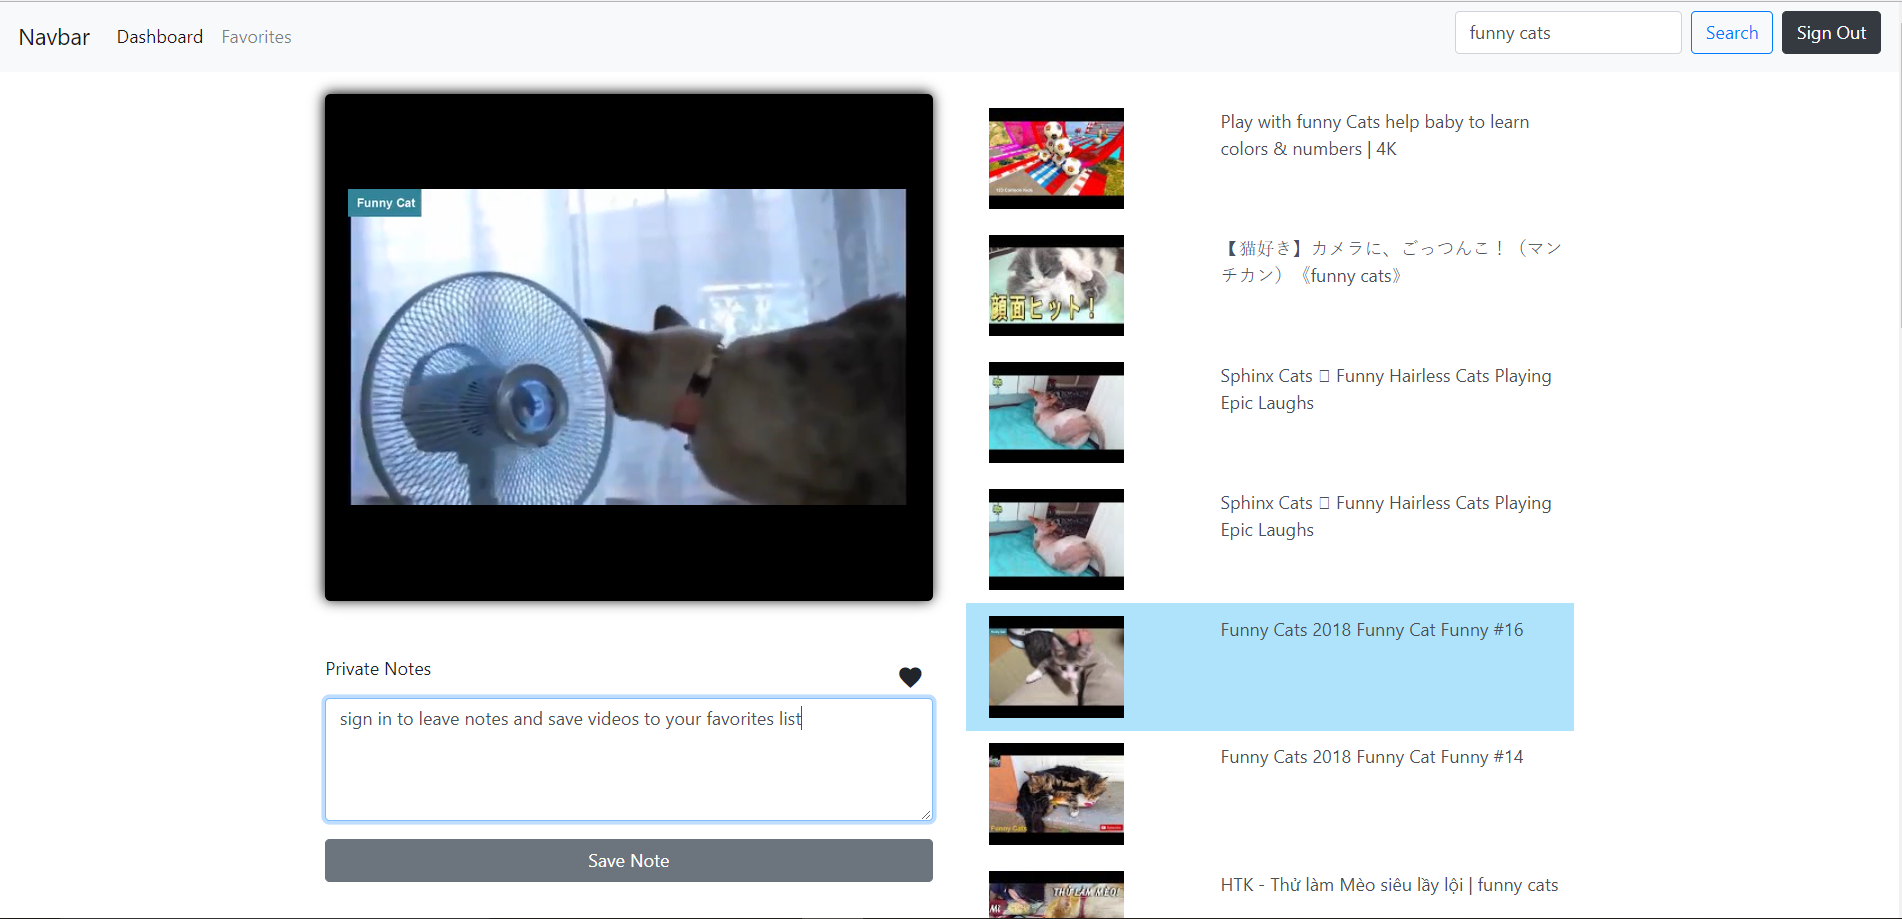 Navbar
Dashboard
Favorites
funny cats
Search
Sign Out
Funny Cat
Private Notes
sign in to leave notes and save videos to your favorites list
Save Note
Play with funny Cats help baby to learn
colors & numbers | 4K
【猫好き】カメラに、ごっつんこ！（マン
チカン）《funny cats》
顔面ヒット！
Sphinx Cats □ Funny Hairless Cats Playing
Epic Laughs
Sphinx Cats □ Funny Hairless Cats Playing
Epic Laughs
Funny Cats 2018 Funny Cat Funny #16
Funny Cats 2018 Funny Cat Funny #14
Funny Cats
HTK - Thử làm Mèo siêu lầy lội | funny cats
THỬ LÀM MÈO!